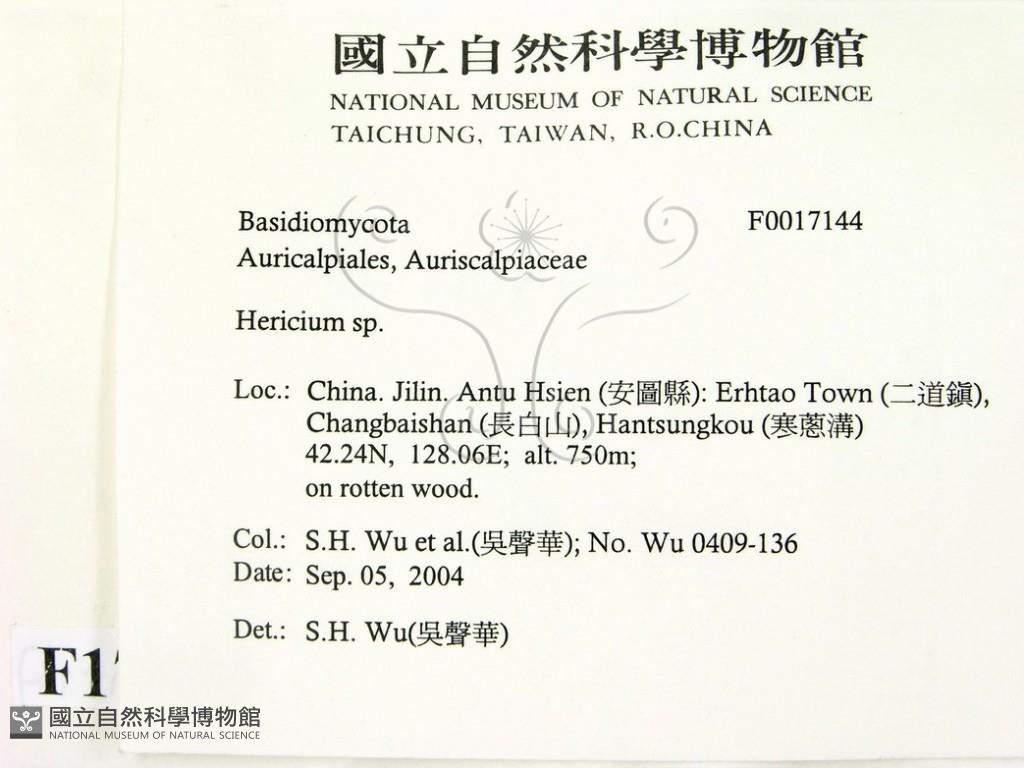 國立自然科學博物館
NATIONAL MUSEUM OF NATURAL SCIENCE
TAICHUNG, TAIWAN, R.O.CHINA
Basidiomycota F0017144
Auricalpiales, Auriscalpiaceae
Hericium sp.
Loc.: China. Jilin. Antu Hsien (安圖縣): Erhtao Town (二道鎮),
Changbaishan (長白山), Hantsungkou (寒蔥溝)
42.24N, 128.06E; alt. 750m;
on rotten wood.
Col.: S.H. Wu et al.(吳聲華); No. Wu 0409-136
Date: Sep. 05, 2004
Det.: S.H. Wu(吳聲華)
國立自然科學博物館
NATIONAL MUSEUM OF NATURAL SCIENCE